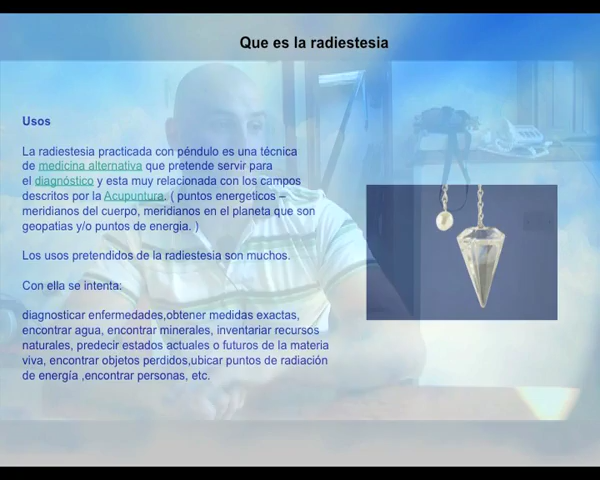 Que es la radiestesia
Usos
La radiestesia practicada con péndulo es una técnica
de medicina alternativa que pretende servir para
el diagnóstico y esta muy relacionada con los campos
descritos por la Acupuntura. ( puntos energeticos –
meridianos del cuerpo, meridianos en el planeta que son
geopatias y/o puntos de energia. )
Los usos pretendidos de la radiestesia son muchos.
Con ella se intenta:
diagnosticar enfermedades,obtener medidas exactas,
encontrar agua, encontrar minerales, inventariar recursos
naturales, predecir estados actuales o futuros de la materia
viva, encontrar objetos perdidos,ubicar puntos de radiación
de energía ,encontrar personas, etc.